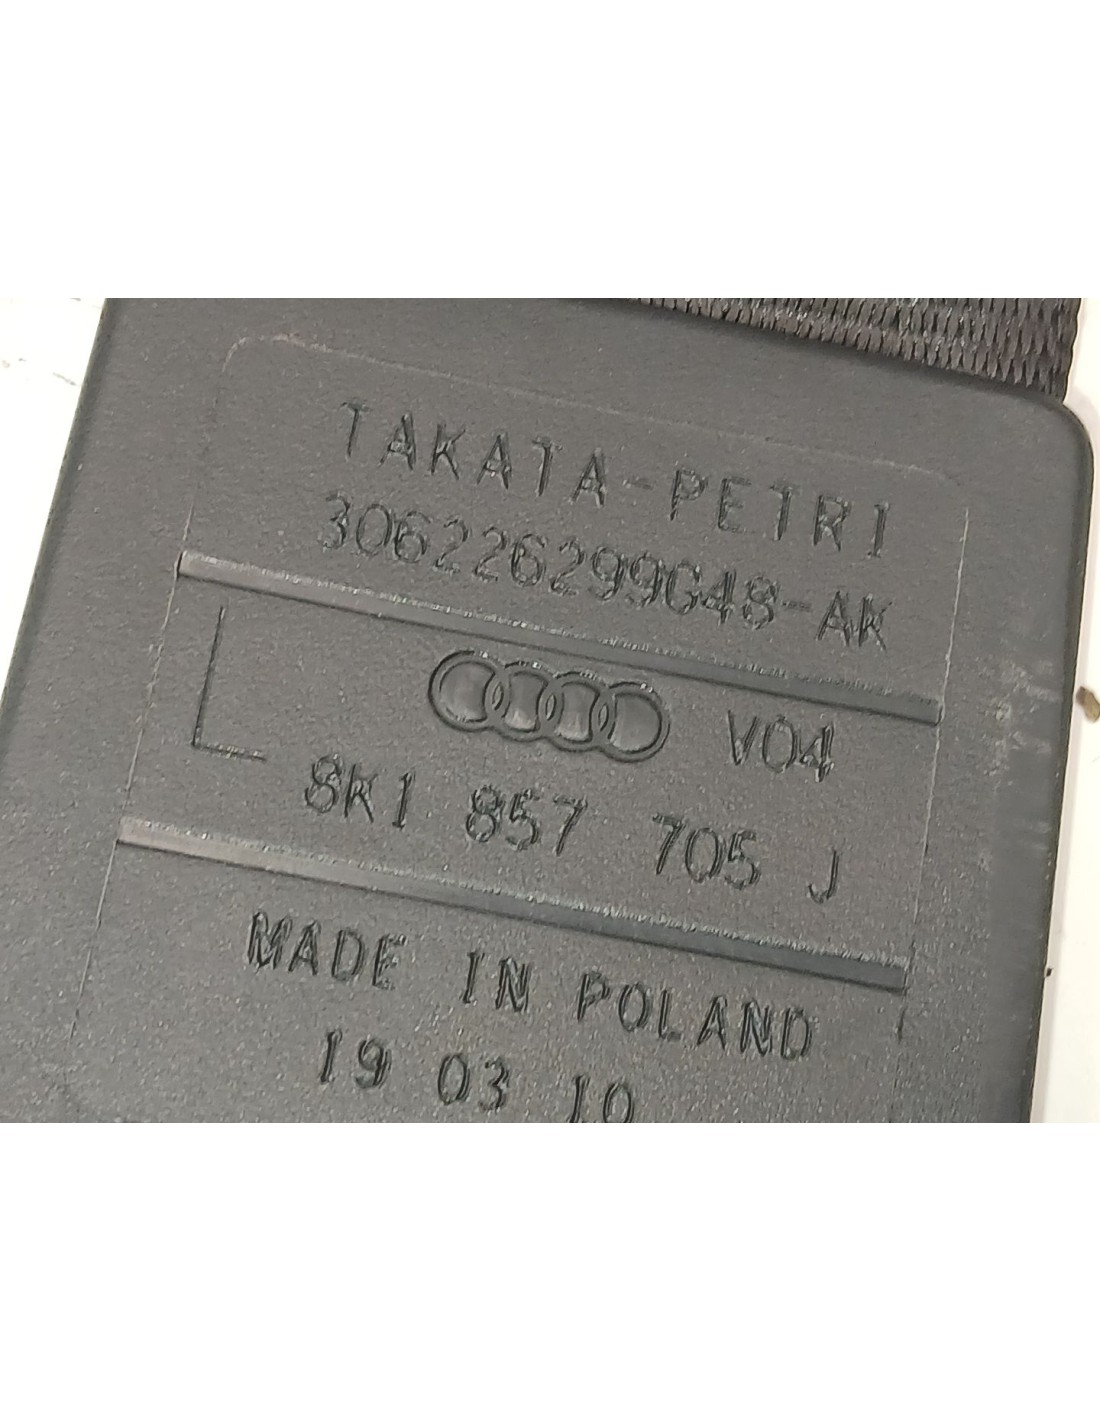 TAKATA-PETRI
306226299G48-AK
V04
L
8K1 857 705 J
MADE IN POLAND
19 03 10